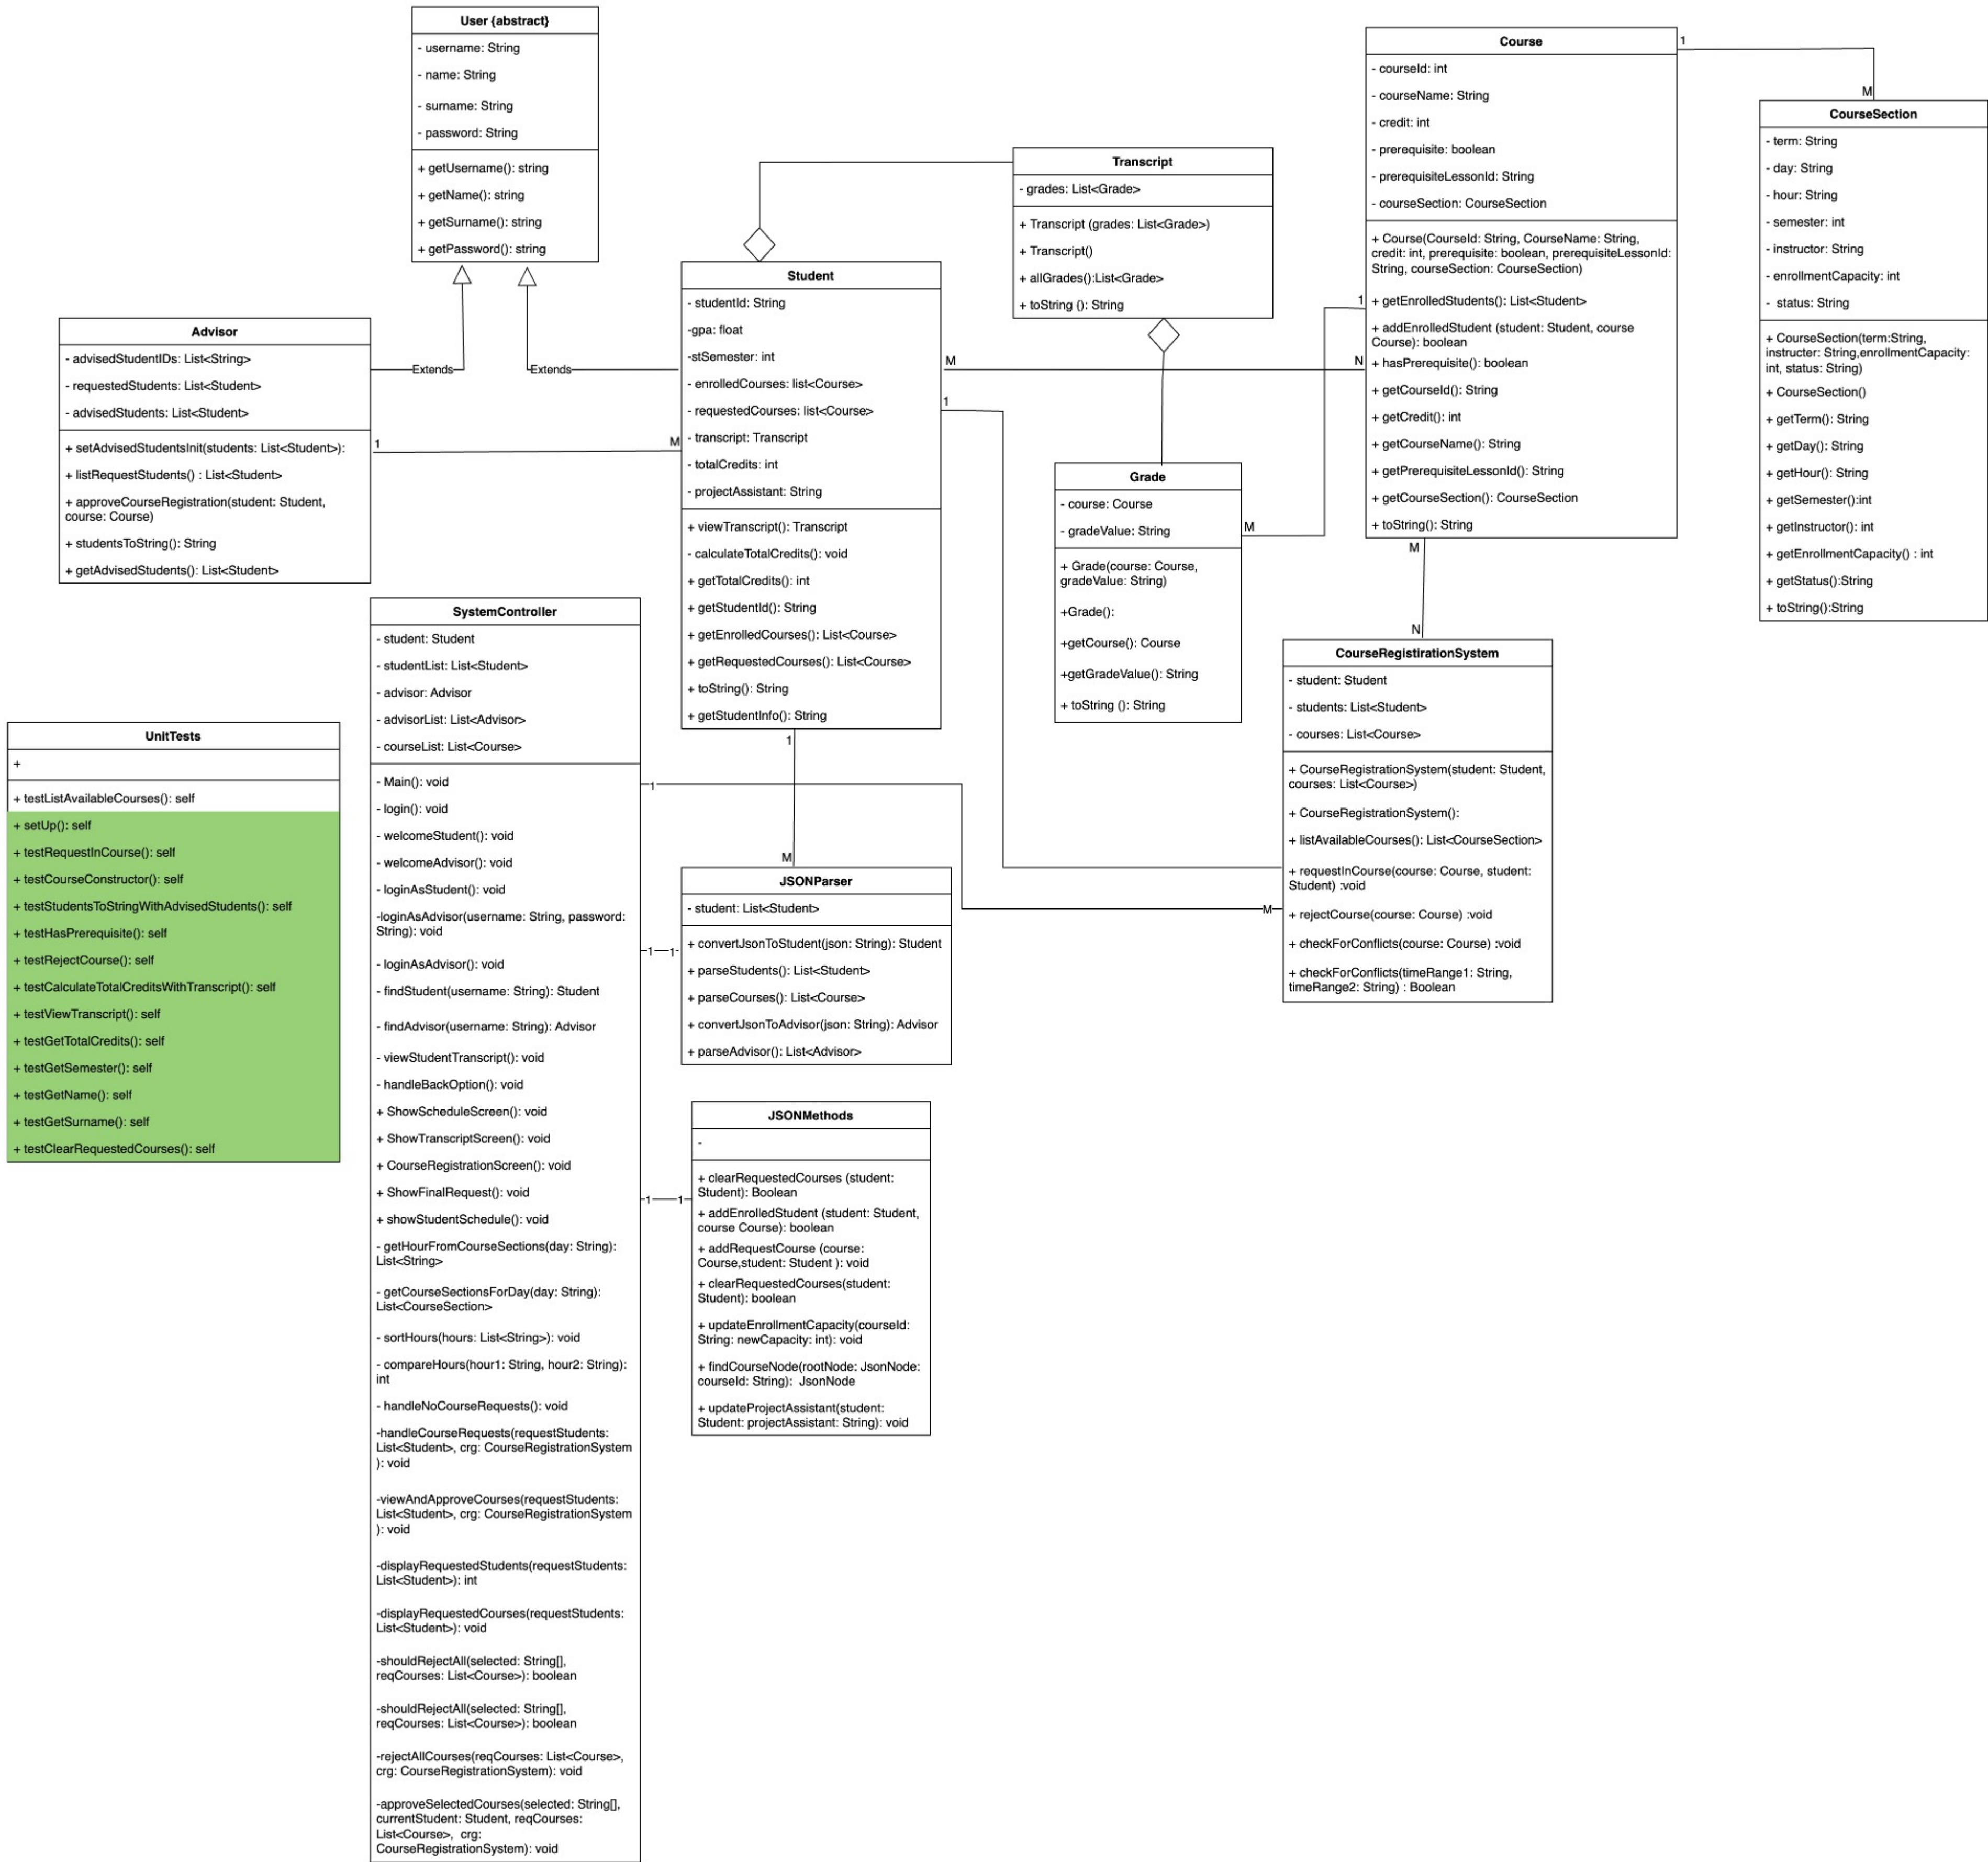 User {abstract}
- username: String
- name: String
- surname: String
- password: String
+ getUsername(): string
+ getName(): string
+ getSurname(): string
+ getPassword(): string
Advisor
- advisedStudentIDs: List<String>
- requestedStudents: List<Student>
- advisedStudents: List<Student>
+ setAdvisedStudentsInit(students: List<Student>):
+ listRequestStudents() : List<Student>
+ approveCourseRegistration(student: Student,
course: Course)
+ studentsToString(): String
+ getAdvisedStudents(): List<Student>
Extends
Extends
1
M
Student
- studentId: String
-gpa: float
-stSemester: int
- enrolledCourses: list<Course>
- requestedCourses: list<Course>
- transcript: Transcript
- totalCredits: int
- projectAssistant: String
+ viewTranscript(): Transcript
- calculateTotalCredits(): void
+ getTotalCredits(): int
+ getStudentId(): String
+ getEnrolledCourses(): List<Course>
+ getRequestedCourses(): List<Course>
+ toString(): String
+ getStudentInfo(): String
M
N
1
1
M
Transcript
- grades: List<Grade>
+ Transcript (grades: List<Grade>)
+ Transcript()
+ allGrades():List<Grade>
+ toString (): String
Grade
- course: Course
- gradeValue: String
+ Grade(course: Course,
gradeValue: String)
+Grade():
+getCourse(): Course
+getGradeValue(): String
+ toString (): String
M
1
Course
- courseId: int
- courseName: String
- credit: int
- prerequisite: boolean
- prerequisiteLessonId: String
- courseSection: CourseSection
+ Course(CourseId: String, CourseName: String,
credit: int, prerequisite: boolean, prerequisiteLessonId:
String, courseSection: CourseSection)
+ getEnrolledStudents(): List<Student>
+ addEnrolledStudent (student: Student, course
Course): boolean
+ hasPrerequisite(): boolean
+ getCourseId(): String
+ getCredit(): int
+ getCourseName(): String
+ getPrerequisiteLessonId(): String
+ getCourseSection(): CourseSection
+ toString(): String
1
M
M
N
CourseSection
- term: String
- day: String
- hour: String
- semester: int
- instructor: String
- enrollmentCapacity: int
- status: String
+ CourseSection(term:String,
instructer: String,enrollmentCapacity:
int, status: String)
+ CourseSection()
+ getTerm(): String
+ getDay(): String
+ getHour(): String
+ getSemester():int
+ getInstructor(): int
+ getEnrollmentCapacity() : int
+ getStatus():String
+ toString():String
CourseRegistirationSystem
- student: Student
- students: List<Student>
- courses: List<Course>
+ CourseRegistrationSystem(student: Student,
courses: List<Course>)
+ CourseRegistrationSystem():
+ listAvailableCourses(): List<CourseSection>
+ requestInCourse(course: Course, student:
Student) :void
+ rejectCourse(course: Course) :void
+ checkForConflicts(course: Course) :void
+ checkForConflicts(timeRange1: String,
timeRange2: String) : Boolean
UnitTests
+
+ testListAvailableCourses(): self
+ setUp(): self
+ testRequestInCourse(): self
+ testCourseConstructor(): self
+ testStudentsToStringWithAdvisedStudents(): self
+ testHasPrerequisite(): self
+ testRejectCourse(): self
+ testCalculateTotalCreditsWithTranscript(): self
+ testViewTranscript(): self
+ testGetTotalCredits(): self
+ testGetSemester(): self
+ testGetName(): self
+ testGetSurname(): self
+ testClearRequestedCourses(): self
SystemController
- student: Student
- studentList: List<Student>
- advisor: Advisor
- advisorList: List<Advisor>
- courseList: List<Course>
- Main(): void
- login(): void
- welcomeStudent(): void
- welcomeAdvisor(): void
- loginAsStudent(): void
-loginAsAdvisor(username: String, password:
String): void
- loginAsAdvisor(): void
- findStudent(username: String): Student
- findAdvisor(username: String): Advisor
- viewStudentTranscript(): void
- handleBackOption(): void
+ ShowScheduleScreen(): void
+ ShowTranscriptScreen(): void
+ CourseRegistrationScreen(): void
+ ShowFinalRequest(): void
+ showStudentSchedule(): void
- getHourFromCourseSections(day: String):
List<String>
- getCourseSectionsForDay(day: String):
List<CourseSection>
- sortHours(hours: List<String>): void
- compareHours(hour1: String, hour2: String):
int
- handleNoCourseRequests(): void
-handleCourseRequests(requestStudents:
List<Student>, crg: CourseRegistrationSystem
): void
-viewAndApproveCourses(requestStudents:
List<Student>, crg: CourseRegistrationSystem
): void
-displayRequestedStudents(requestStudents:
List<Student>): int
-displayRequestedCourses(requestStudents:
List<Student>): void
-shouldRejectAll(selected: String[],
reqCourses: List<Course>): boolean
-shouldRejectAll(selected: String[],
reqCourses: List<Course>): boolean
-rejectAllCourses(reqCourses: List<Course>,
crg: CourseRegistrationSystem): void
-approveSelectedCourses(selected: String[],
currentStudent: Student, reqCourses:
List<Course>, crg:
CourseRegistrationSystem): void
1
M
1
1
1
1
JSONParser
- student: List<Student>
+ convertJsonToStudent(json: String): Student
+ parseStudents(): List<Student>
+ parseCourses(): List<Course>
+ convertJsonToAdvisor(json: String): Advisor
+ parseAdvisor(): List<Advisor>
JSONMethods
-
+ clearRequestedCourses (student:
Student): Boolean
+ addEnrolledStudent (student: Student,
course Course): boolean
+ addRequestCourse (course:
Course,student: Student ): void
+ clearRequestedCourses(student:
Student): boolean
+ updateEnrollmentCapacity(courseId:
String: newCapacity: int): void
+ findCourseNode(rootNode: JsonNode:
courseId: String): JsonNode
+ updateProjectAssistant(student:
Student: projectAssistant: String): void